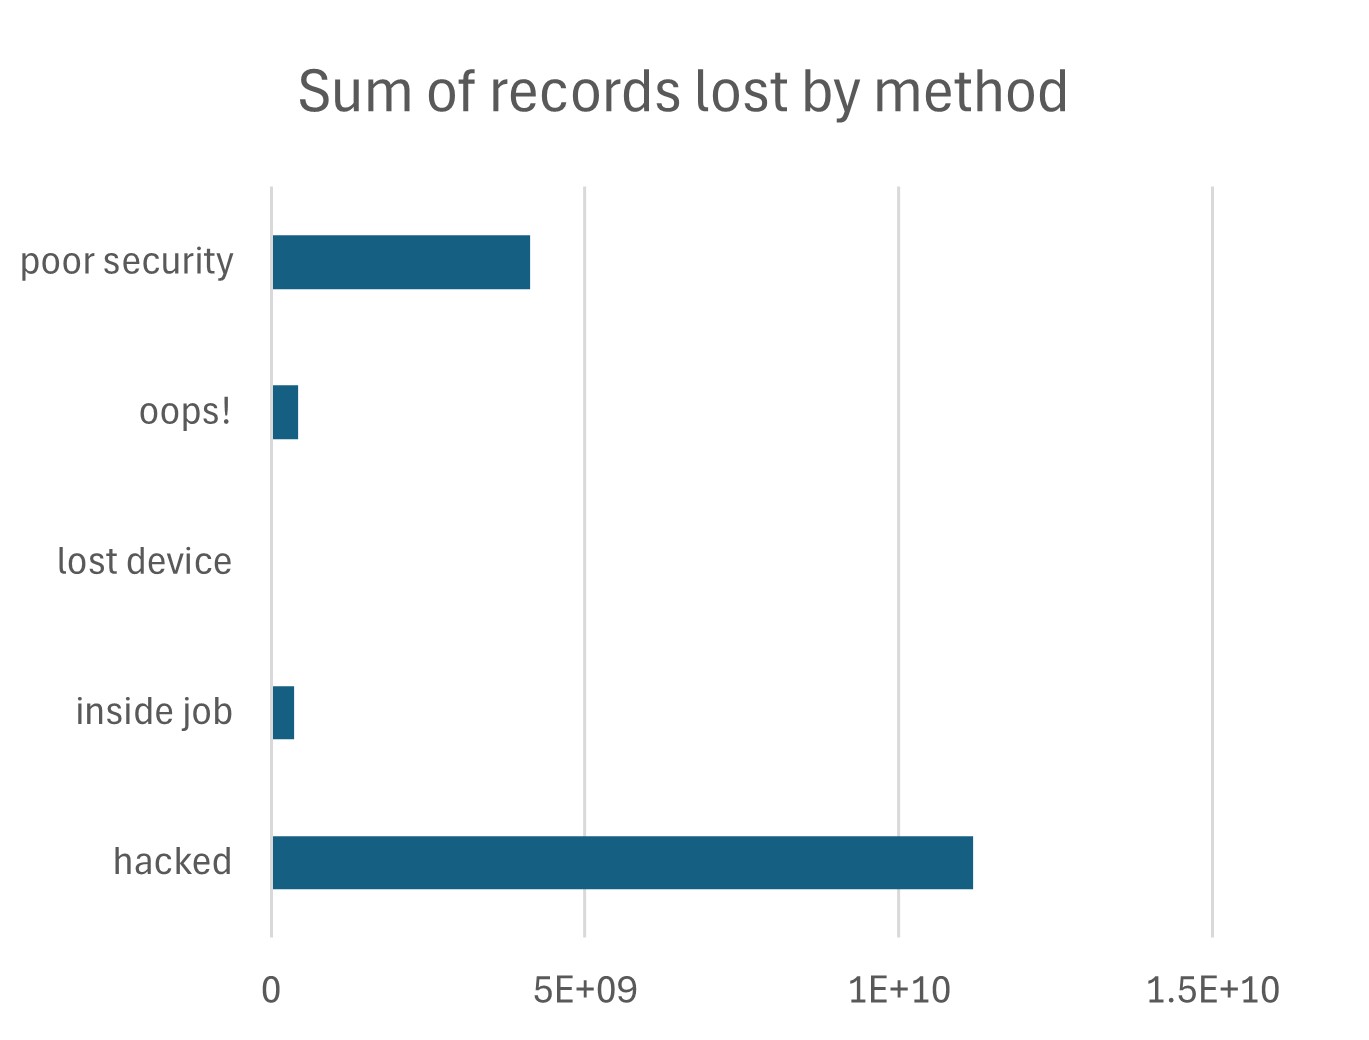 Sum of records lost by method
poor security
oops!
lost device
inside job
hacked
0 5E+09 1E+10 1.5E+10